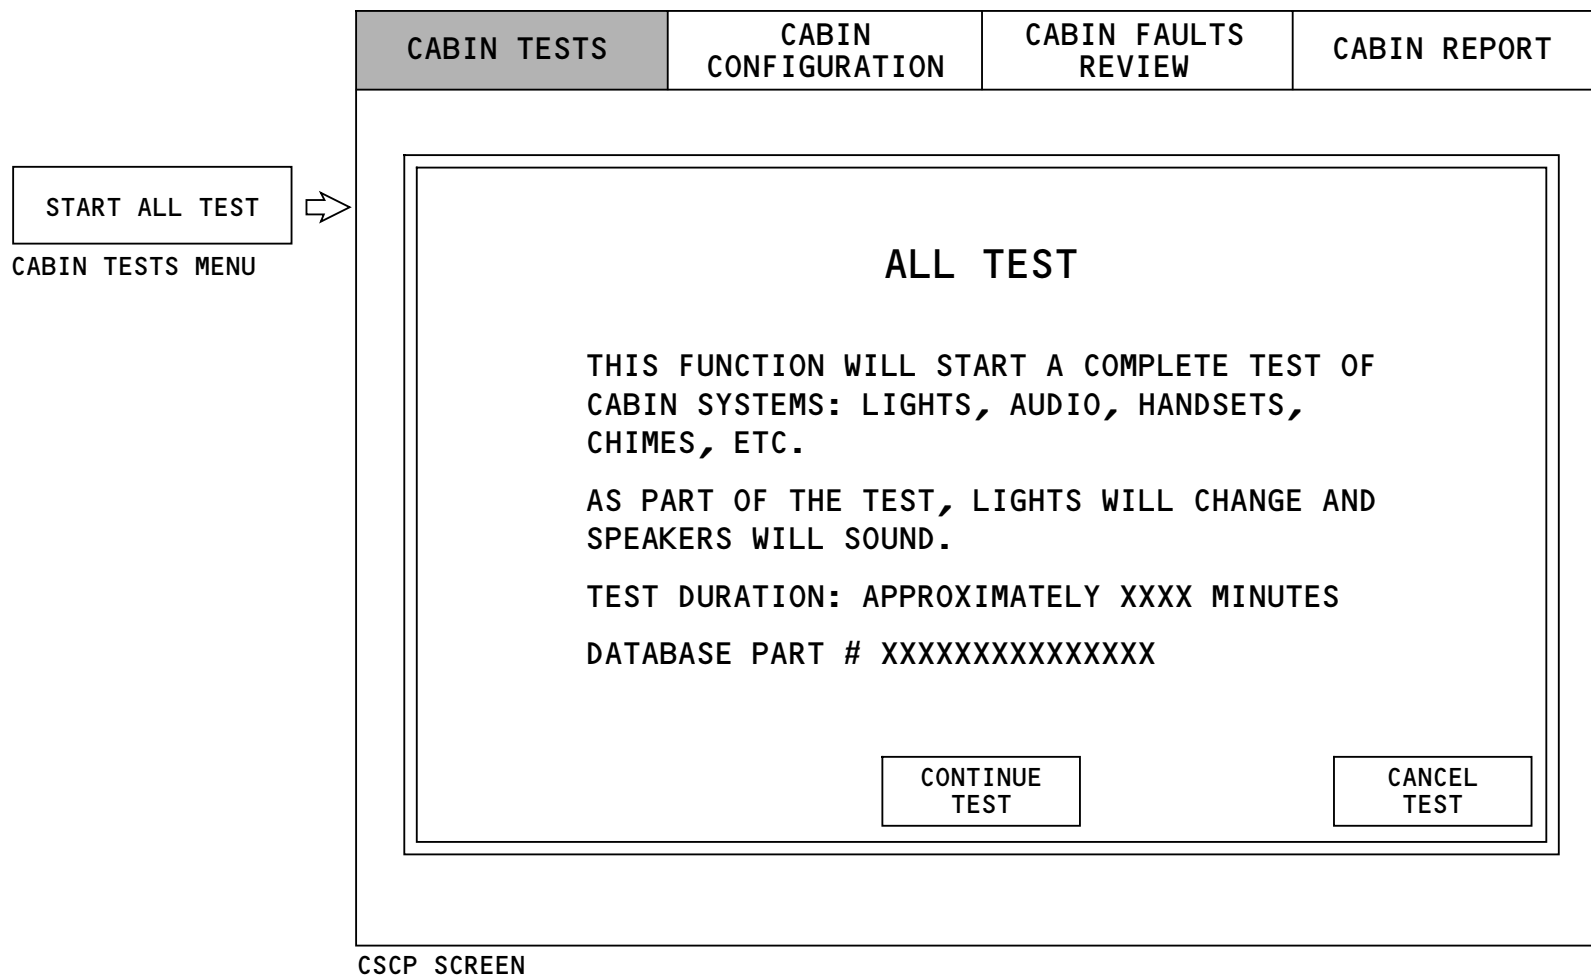 CABIN TESTS
CABIN
CONFIGURATION
CABIN FAULTS
REVIEW
CABIN REPORT
START ALL TEST
CABIN TESTS MENU
ALL TEST
THIS FUNCTION WILL START A COMPLETE TEST OF
CABIN SYSTEMS: LIGHTS, AUDIO, HANDSETS,
CHIMES, ETC.
AS PART OF THE TEST, LIGHTS WILL CHANGE AND
SPEAKERS WILL SOUND.
TEST DURATION: APPROXIMATELY XXXX MINUTES
DATABASE PART # XXXXXXXXXXXXXXX
CONTINUE
TEST
CANCEL
TEST
CSCP SCREEN